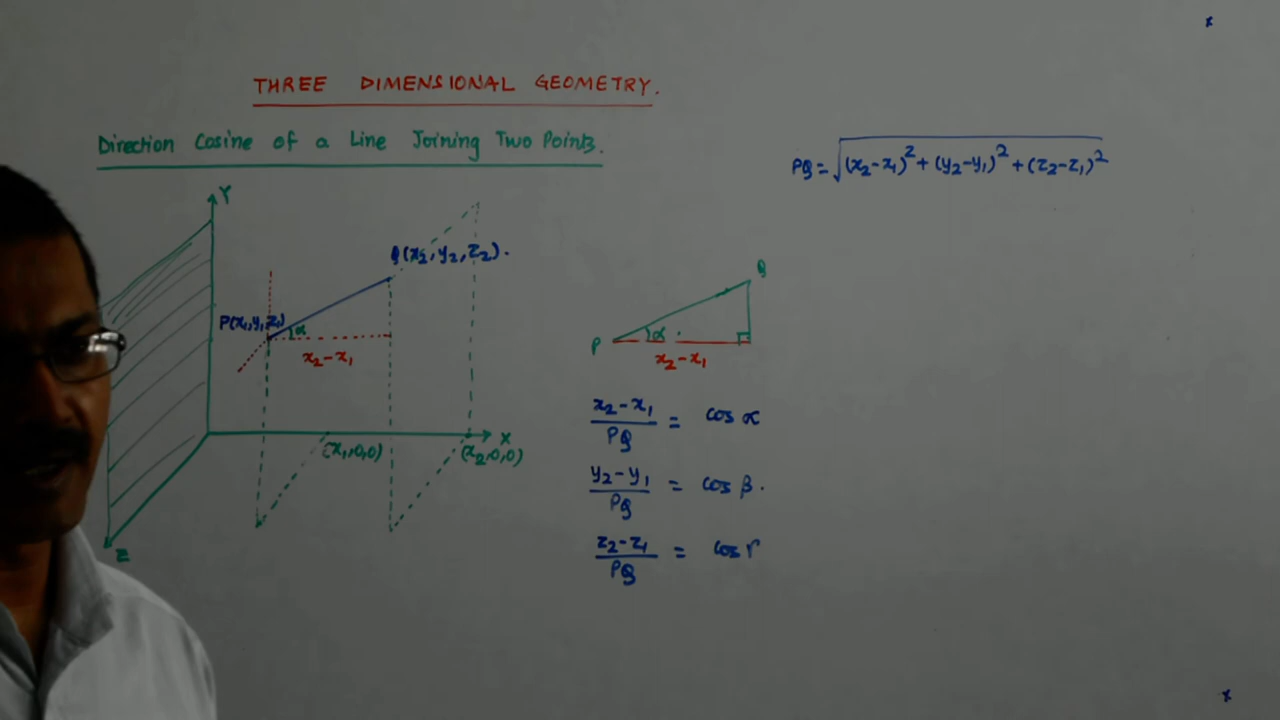 THREE DIMENSIONAL GEOMETRY.
Direction Cosine of a Line Joining Two Points.
PQ = √(x₂-x₁)² + (y₂-y₁)² + (z₂-z₁)²
Y
Q(x₂, y₂, z₂).
P(x₁, y₁, z₁)
α
x₂-x₁
X
(x₁,0,0)
(x₂,0,0)
Z
Q
P
α
x₂-x₁
x₂-x₁/PQ = cos α
y₂-y₁/PQ = cos β.
z₂-z₁/PQ = cos γ